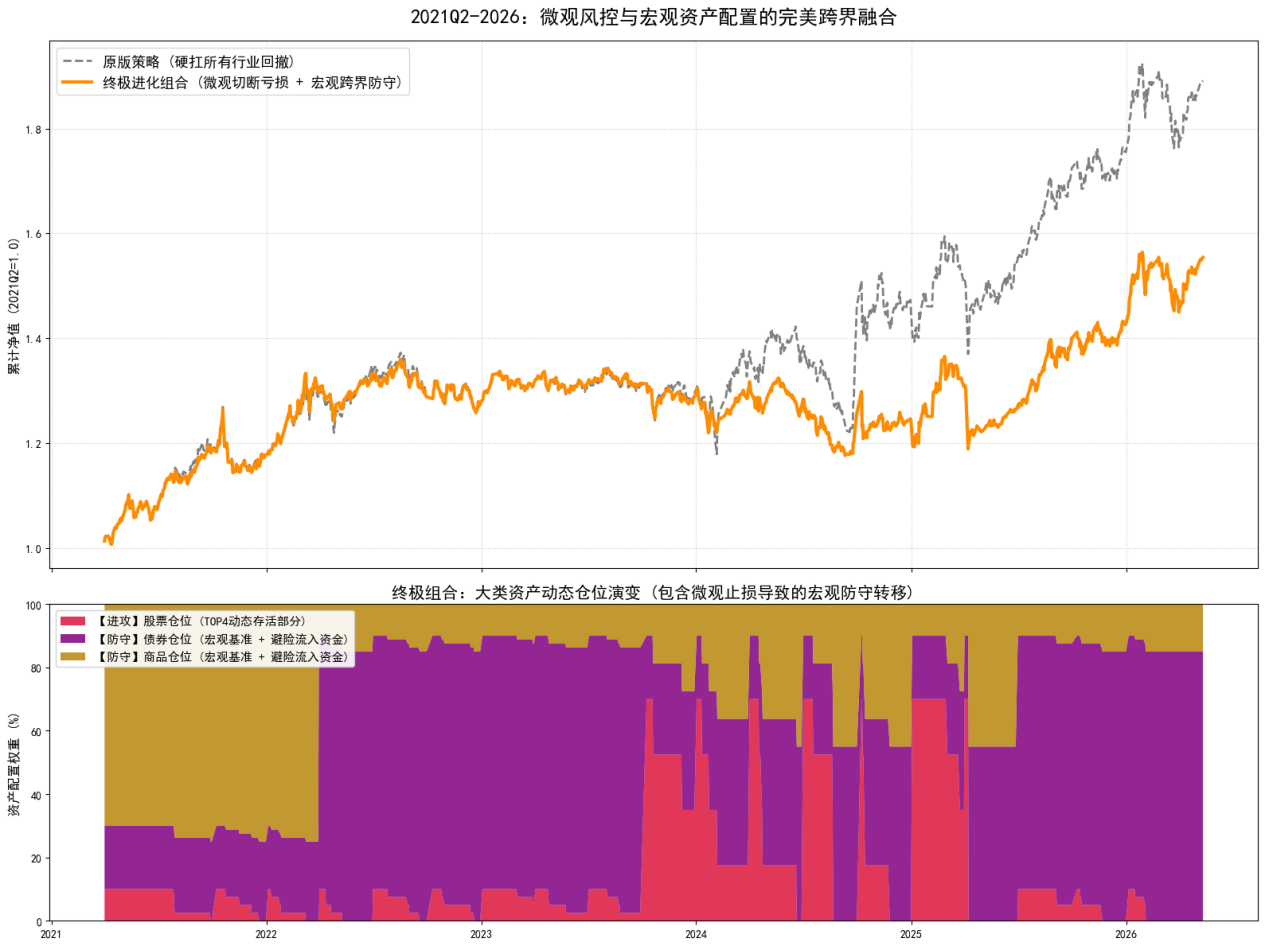 2021Q2-2026：微观风控与宏观资产配置的完美跨界融合
原版策略 (硬扛所有行业回撤)
终极进化组合 (微观切断亏损 + 宏观跨界防守)
累计净值 (2021Q2=1.0)
1.8
1.6
1.4
1.2
1.0
终极组合：大类资产动态仓位演变 (包含微观止损导致的宏观防守转移)
【进攻】股票仓位 (TOP4动态存活部分)
【防守】债券仓位 (宏观基准 + 避险流入资金)
【防守】商品仓位 (宏观基准 + 避险流入资金)
资产配置权重 (%)
100
80
60
40
20
0
2021
2022
2023
2024
2025
2026